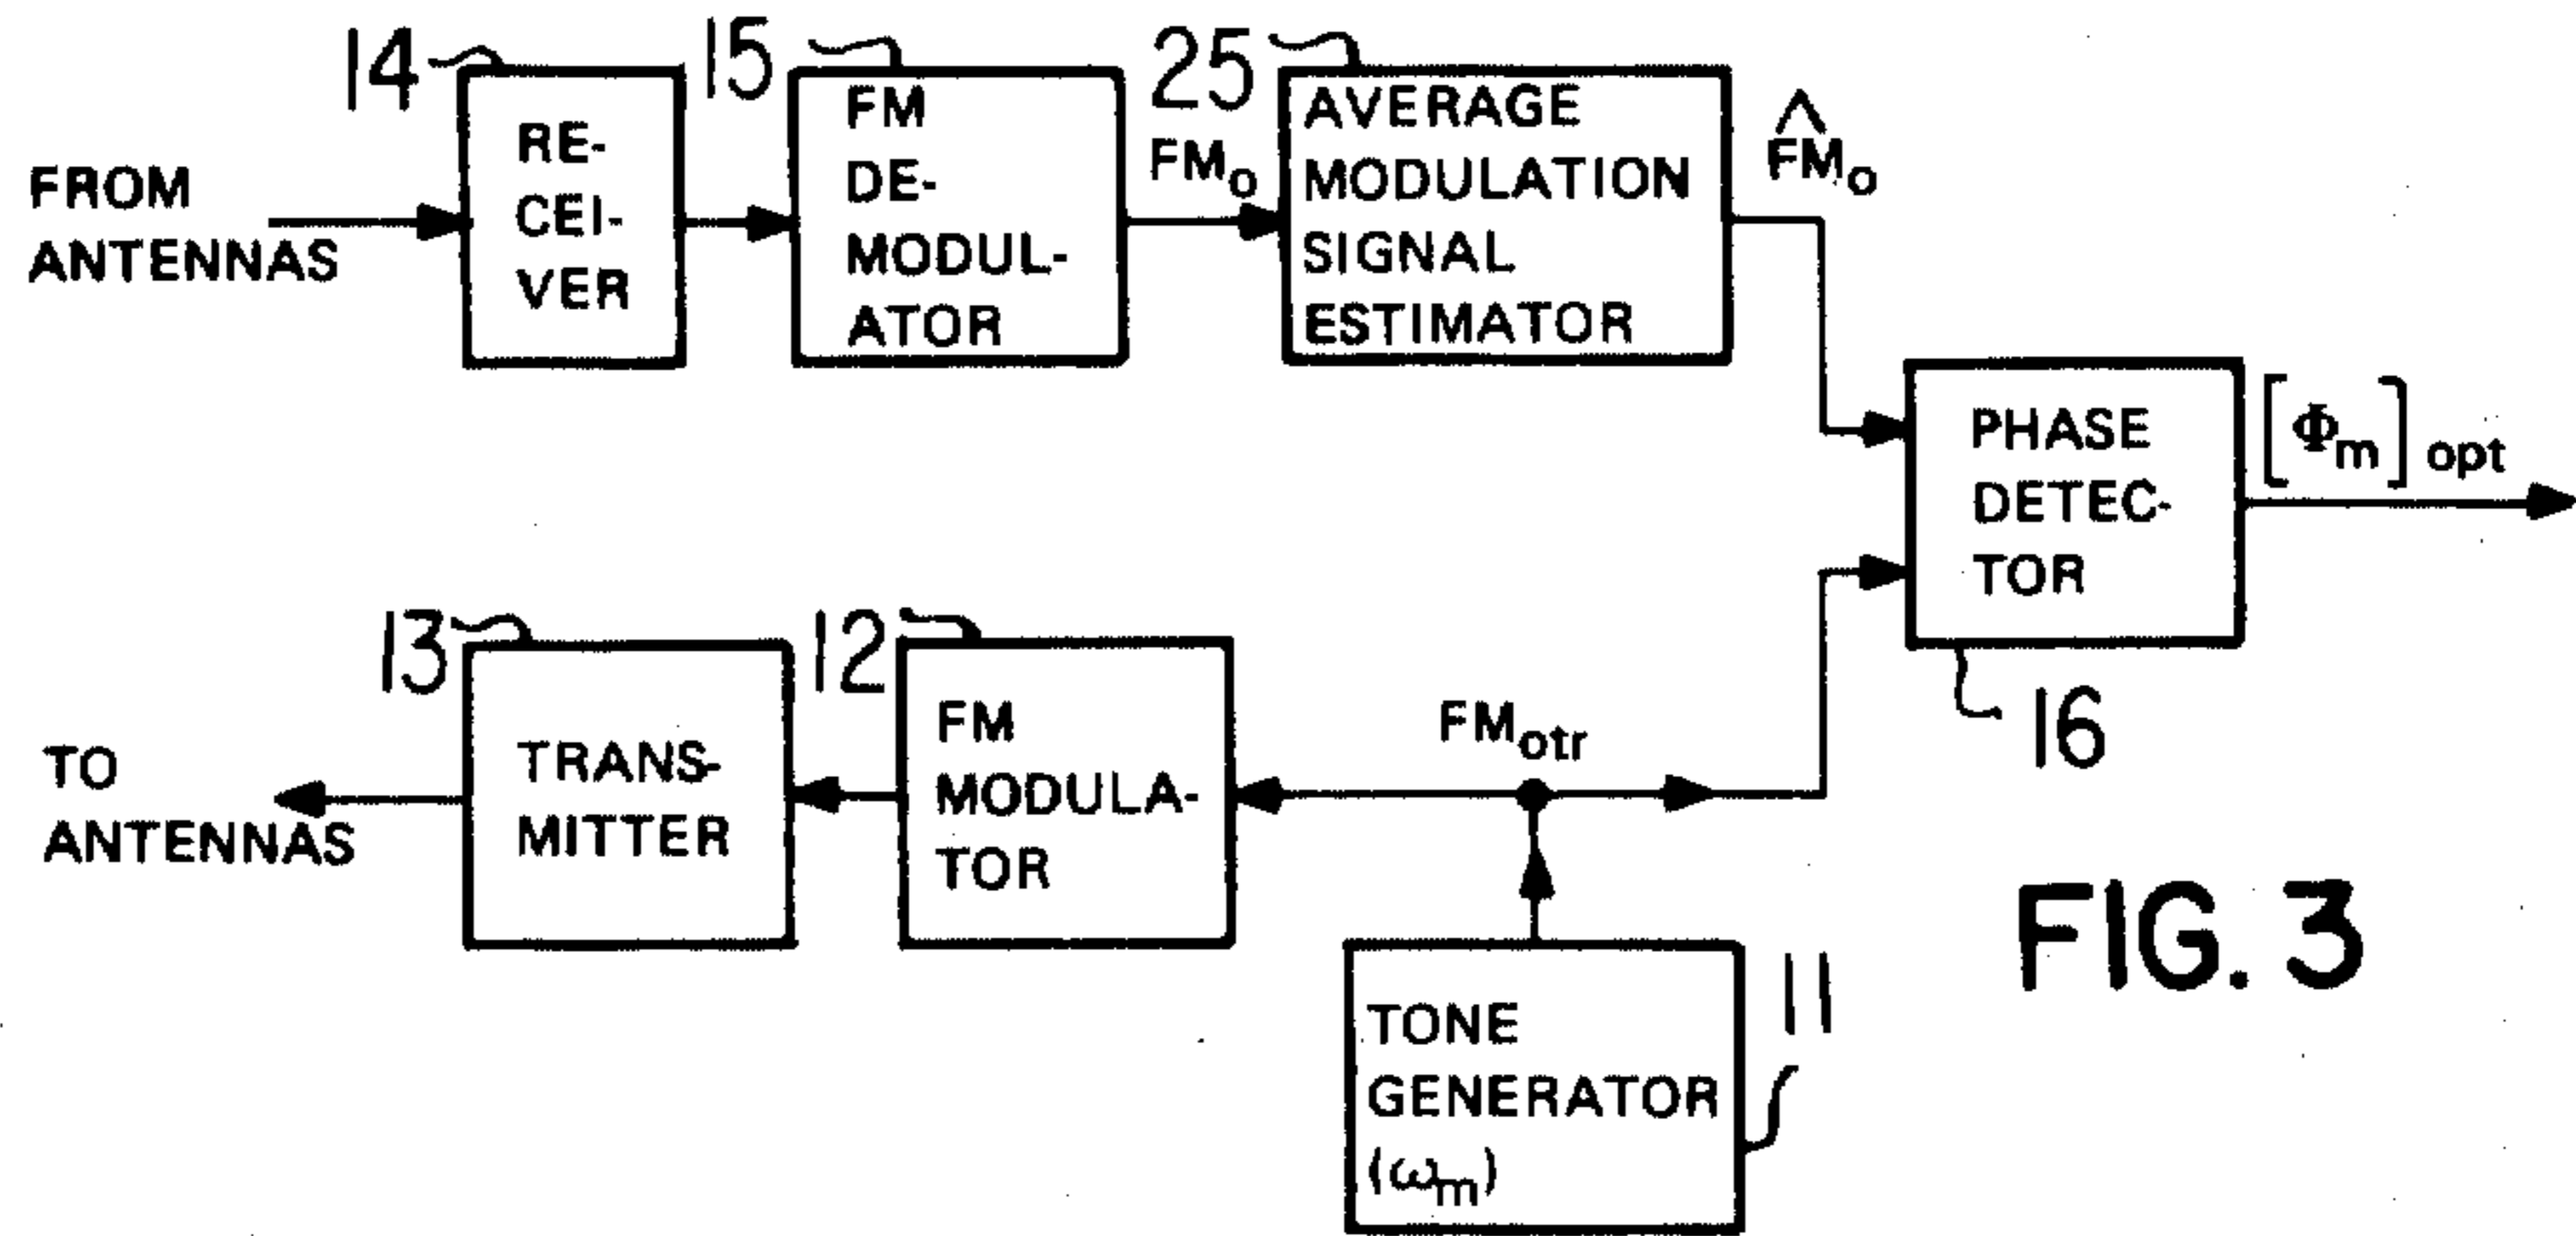 14
RE-
CEI-
VER
FROM
ANTENNAS
15
FM
DE-
MODUL-
ATOR
FMo
25
AVERAGE
MODULATION
SIGNAL
ESTIMATOR
F̂Mo
PHASE
DETEC-
TOR
[Φm]opt
16
13
TRANS-
MITTER
TO
ANTENNAS
12
FM
MODULA-
TOR
FMotr
TONE
GENERATOR
(ωm)
11
FIG. 3